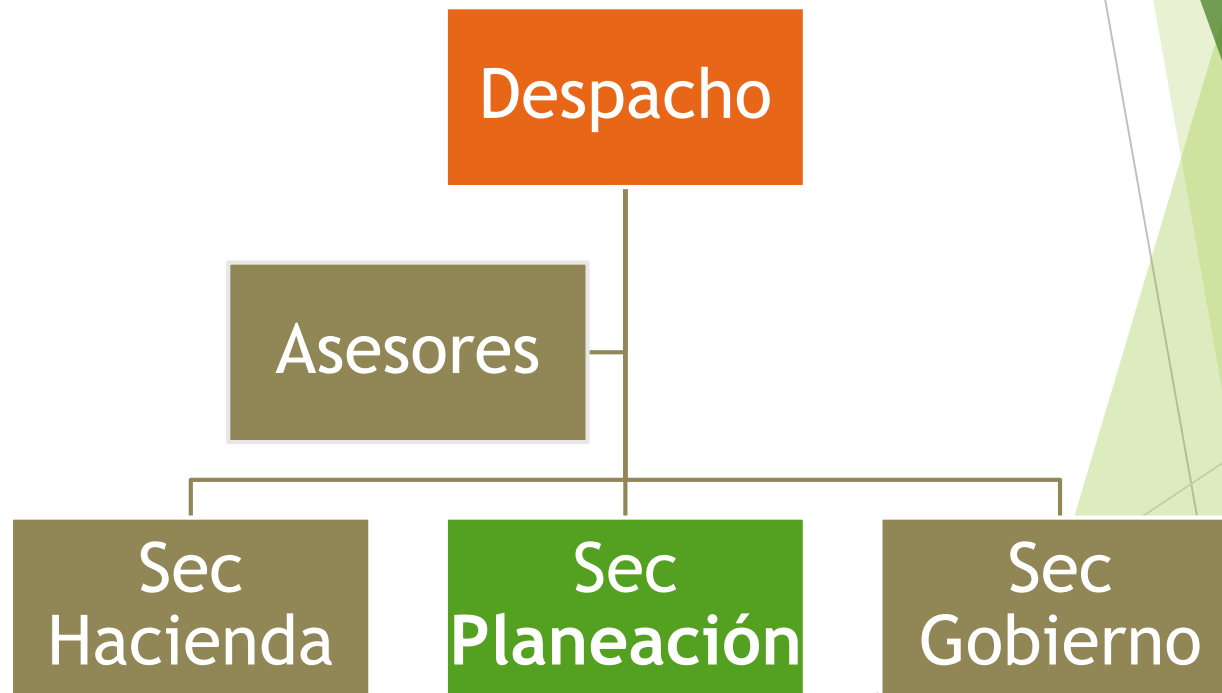 Despacho
Asesores
Sec
Hacienda
Sec
Planeación
Sec
Gobierno